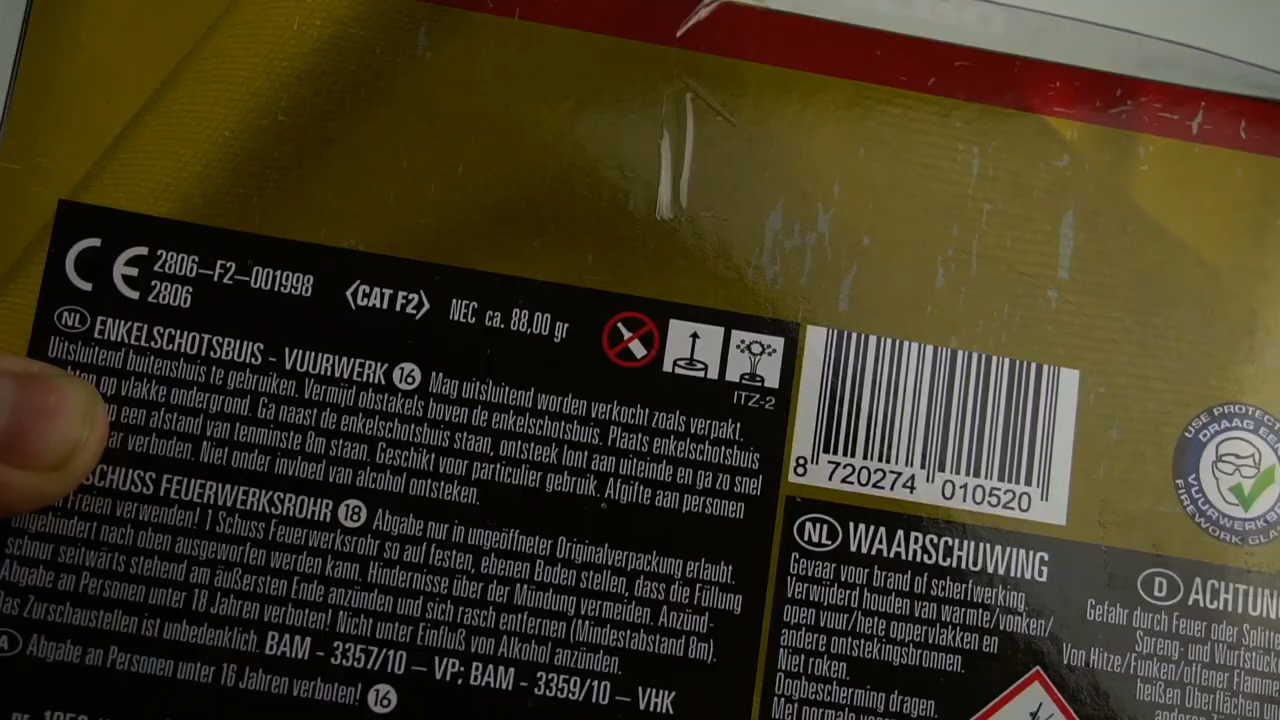 CE 2806-F2-001998
2806
CAT F2
NEC ca. 88,00 gr
ITZ-2
NL ENKELSCHOTSBUIS - VUURWERK 16 Mag uitsluitend worden verkocht zoals verpakt.
Uitsluitend buitenshuis te gebruiken. Vermijd obstakels boven de enkelschotsbuis. Plaats enkelschotsbuis
op vlakke ondergrond. Ga naast de enkelschotsbuis staan, ontsteek lont aan uiteinde en ga zo snel
een afstand van tenminste 8m staan. Geschikt voor particulier gebruik. Afgifte aan personen
verboden. Niet onder invloed van alcohol ontsteken.
SCHUSS FEUERWERKSROHR 18 Abgabe nur in ungeöffneter Originalverpackung erlaubt.
Freien verwenden! 1 Schuss Feuerwerksrohr so auf festen, ebenen Boden stellen, dass die Füllung
ungehindert nach oben ausgeworfen werden kann. Hindernisse über der Mündung vermeiden. Anzünd-
schnur seitwärts stehend am äußersten Ende anzünden und sich rasch entfernen (Mindestabstand 8m).
Abgabe an Personen unter 18 Jahren verboten! Nicht unter Einfluß von Alkohol anzünden.
Das Zurschaustellen ist unbedenklich. BAM - 3357/10 – VP; BAM - 3359/10 – VHK
A Abgabe an Personen unter 16 Jahren verboten! 16
8 720274 010520
USE PROTEC
DRAAG EE
VUURWERKB
FIREWORK GLA
NL WAARSCHUWING
Gevaar voor brand of scherfwerking.
Verwijderd houden van warmte/vonken/
open vuur/hete oppervlakken en
andere ontstekingsbronnen.
Niet roken.
Oogbescherming dragen.
Met normale
D ACHTUN
Gefahr durch Feuer oder Splitt
Spreng- und Wurfstück
Von Hitze/Funken/offener Flamme
heißen Oberflächen un